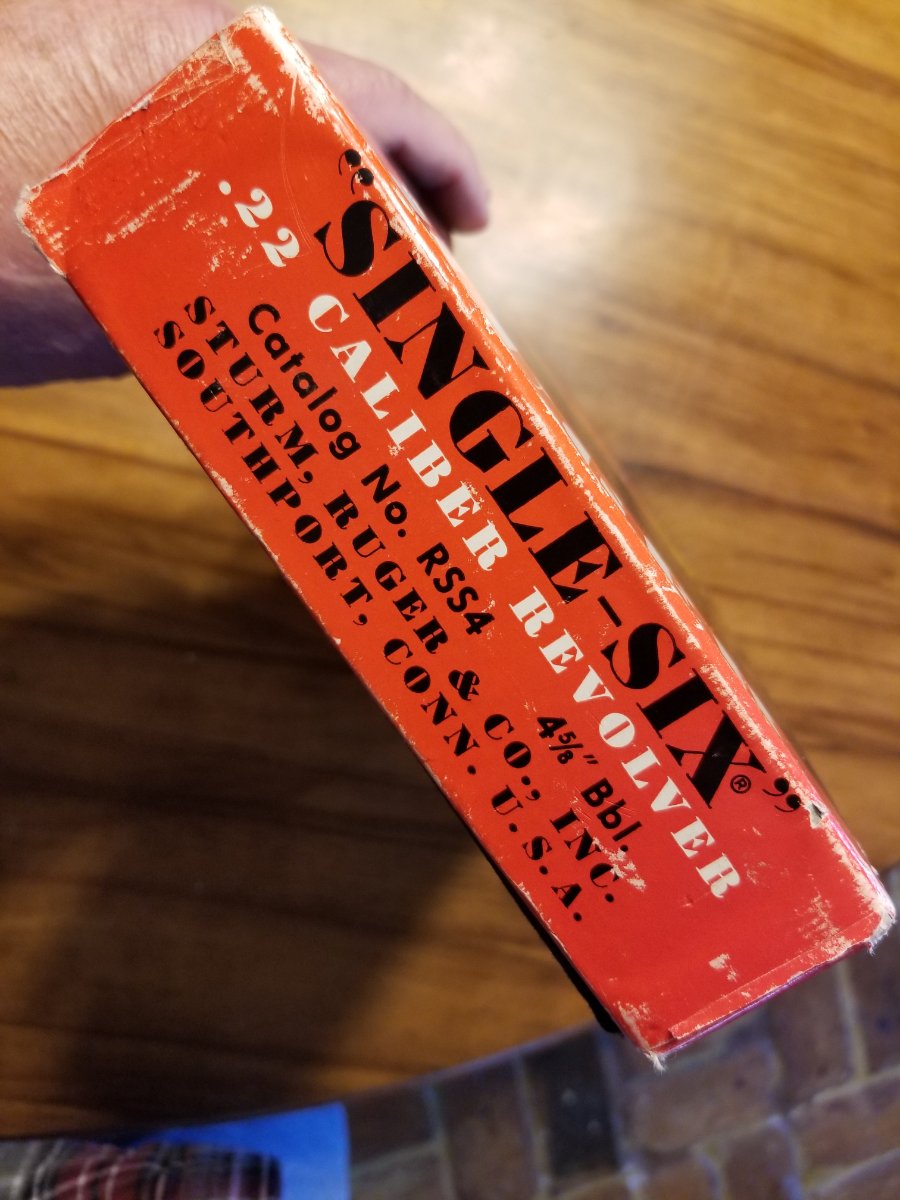 "SINGLE-SIX®"
.22 CALIBER REVOLVER
Catalog No. RSS4 4⅝" Bbl.
STURM, RUGER & CO., INC.
SOUTHPORT, CONN. U.S.A.